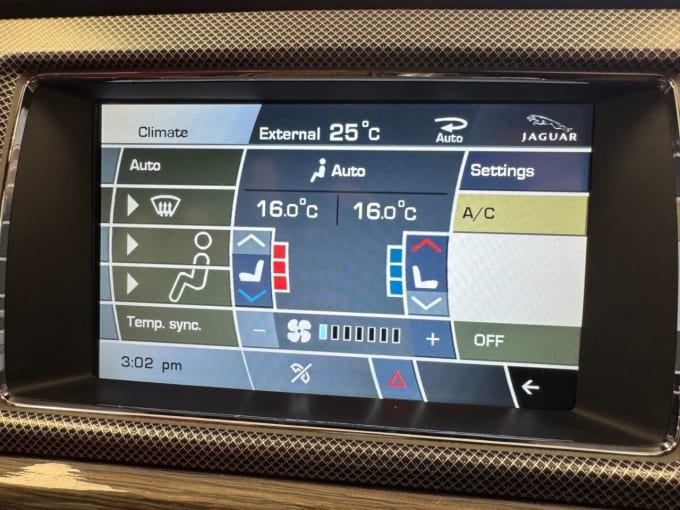 Climate
External 25°c
Auto
JAGUAR
Auto
Auto
Settings
16.0°c
16.0°c
A/C
Temp. sync.
− +
OFF
3:02 pm